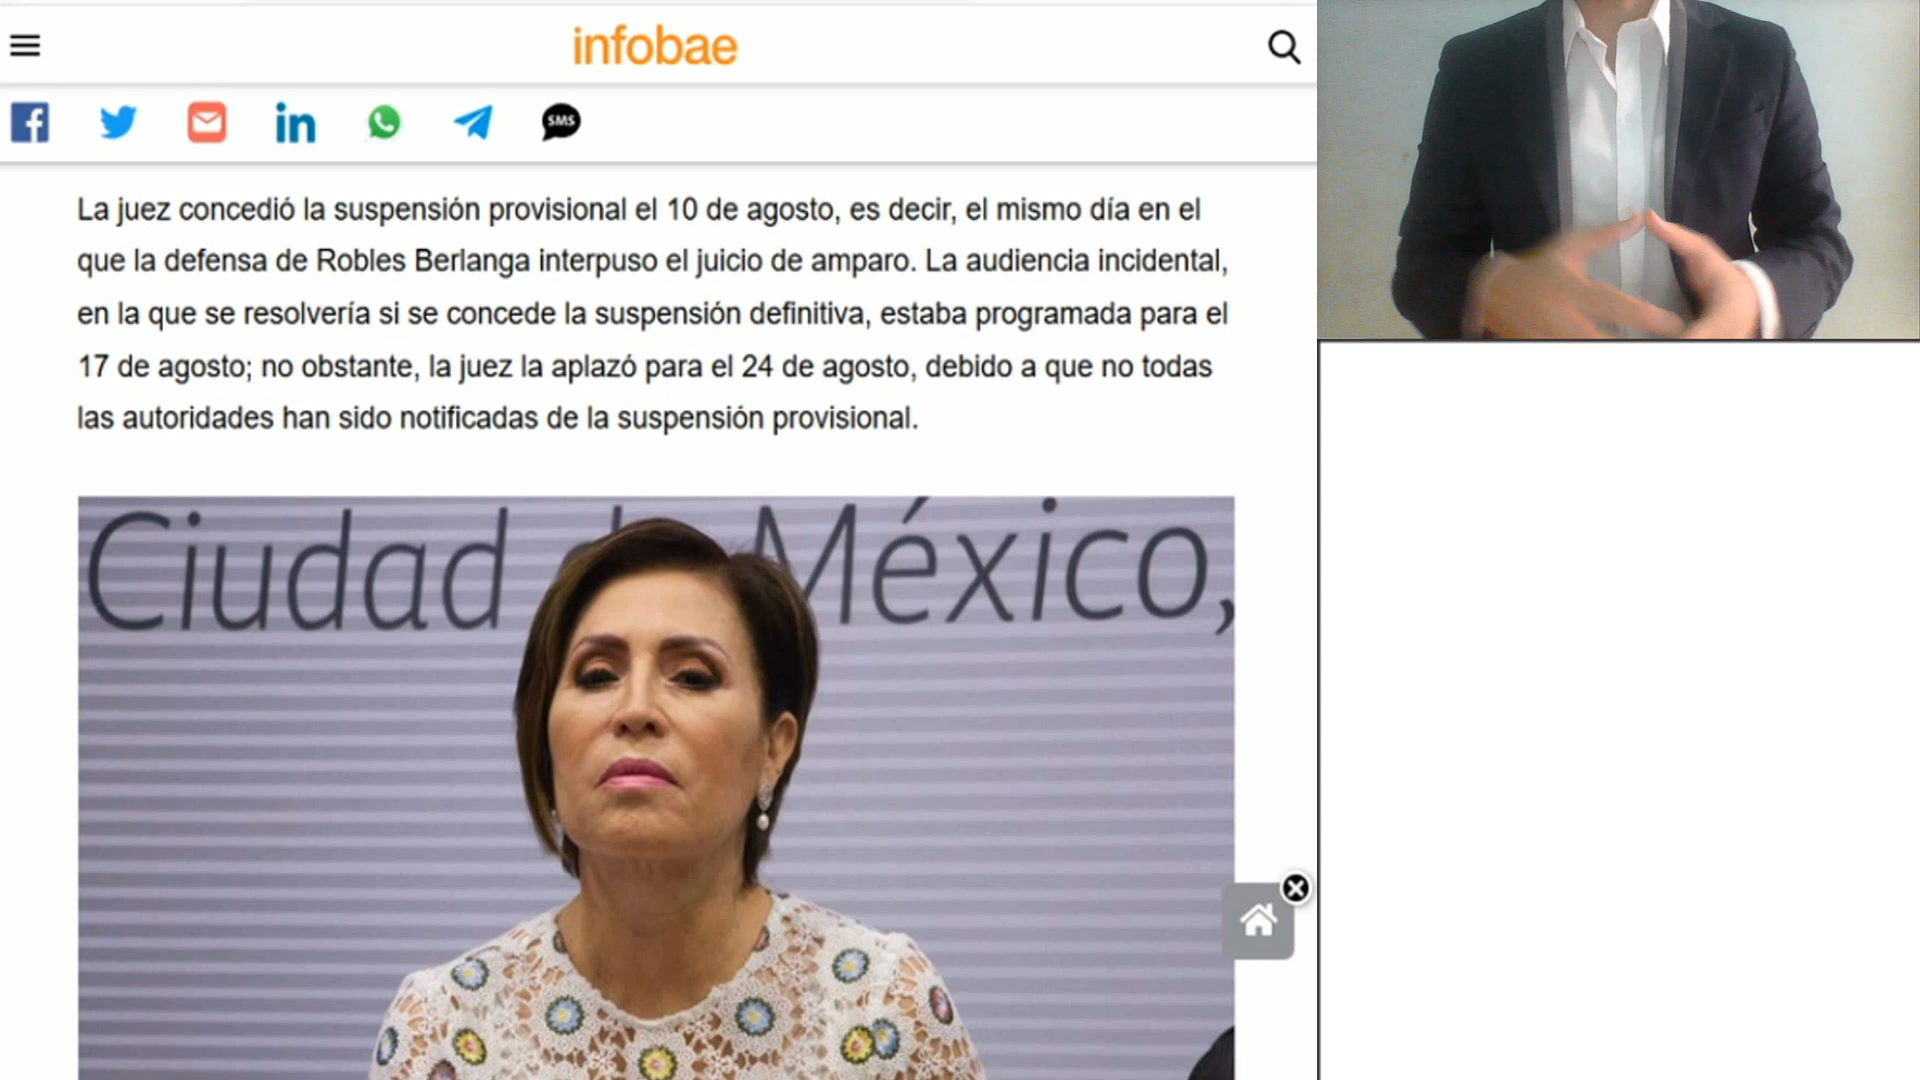 infobae
SMS
La juez concedió la suspensión provisional el 10 de agosto, es decir, el mismo día en el
que la defensa de Robles Berlanga interpuso el juicio de amparo. La audiencia incidental,
en la que se resolvería si se concede la suspensión definitiva, estaba programada para el
17 de agosto; no obstante, la juez la aplazó para el 24 de agosto, debido a que no todas
las autoridades han sido notificadas de la suspensión provisional.
Ciudad d México,